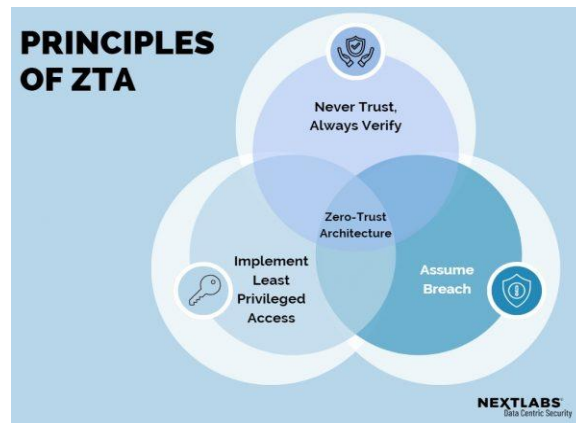 PRINCIPLES
OF ZTA
Never Trust,
Always Verify
Zero-Trust
Architecture
Implement
Least
Privileged
Access
Assume
Breach
NEXTLABS
Data Centric Security